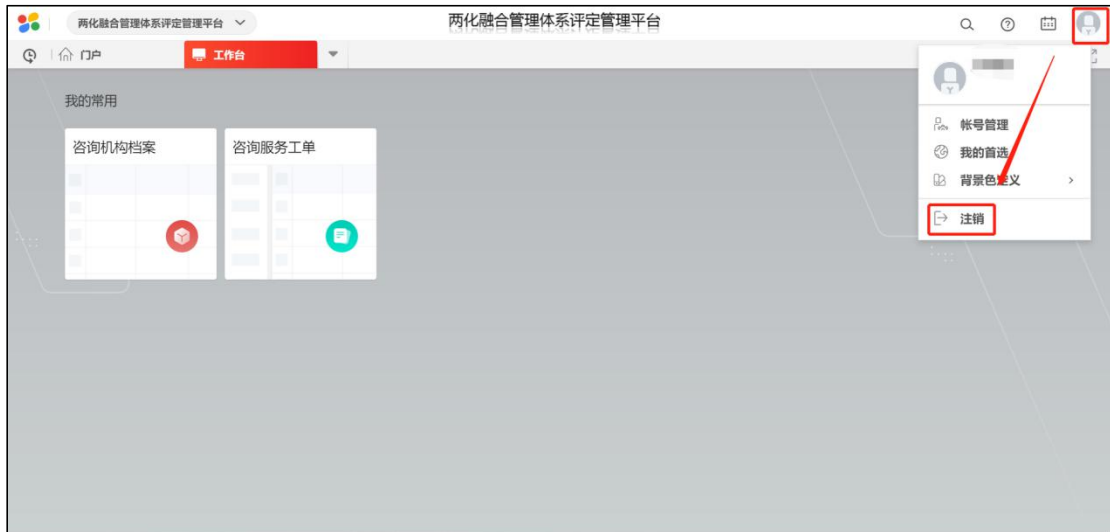 两化融合管理体系评定管理平台
两化融合管理体系评定管理平台
门户
工作台
我的常用
咨询机构档案
咨询服务工单
帐号管理
我的首选
背景色定义
注销